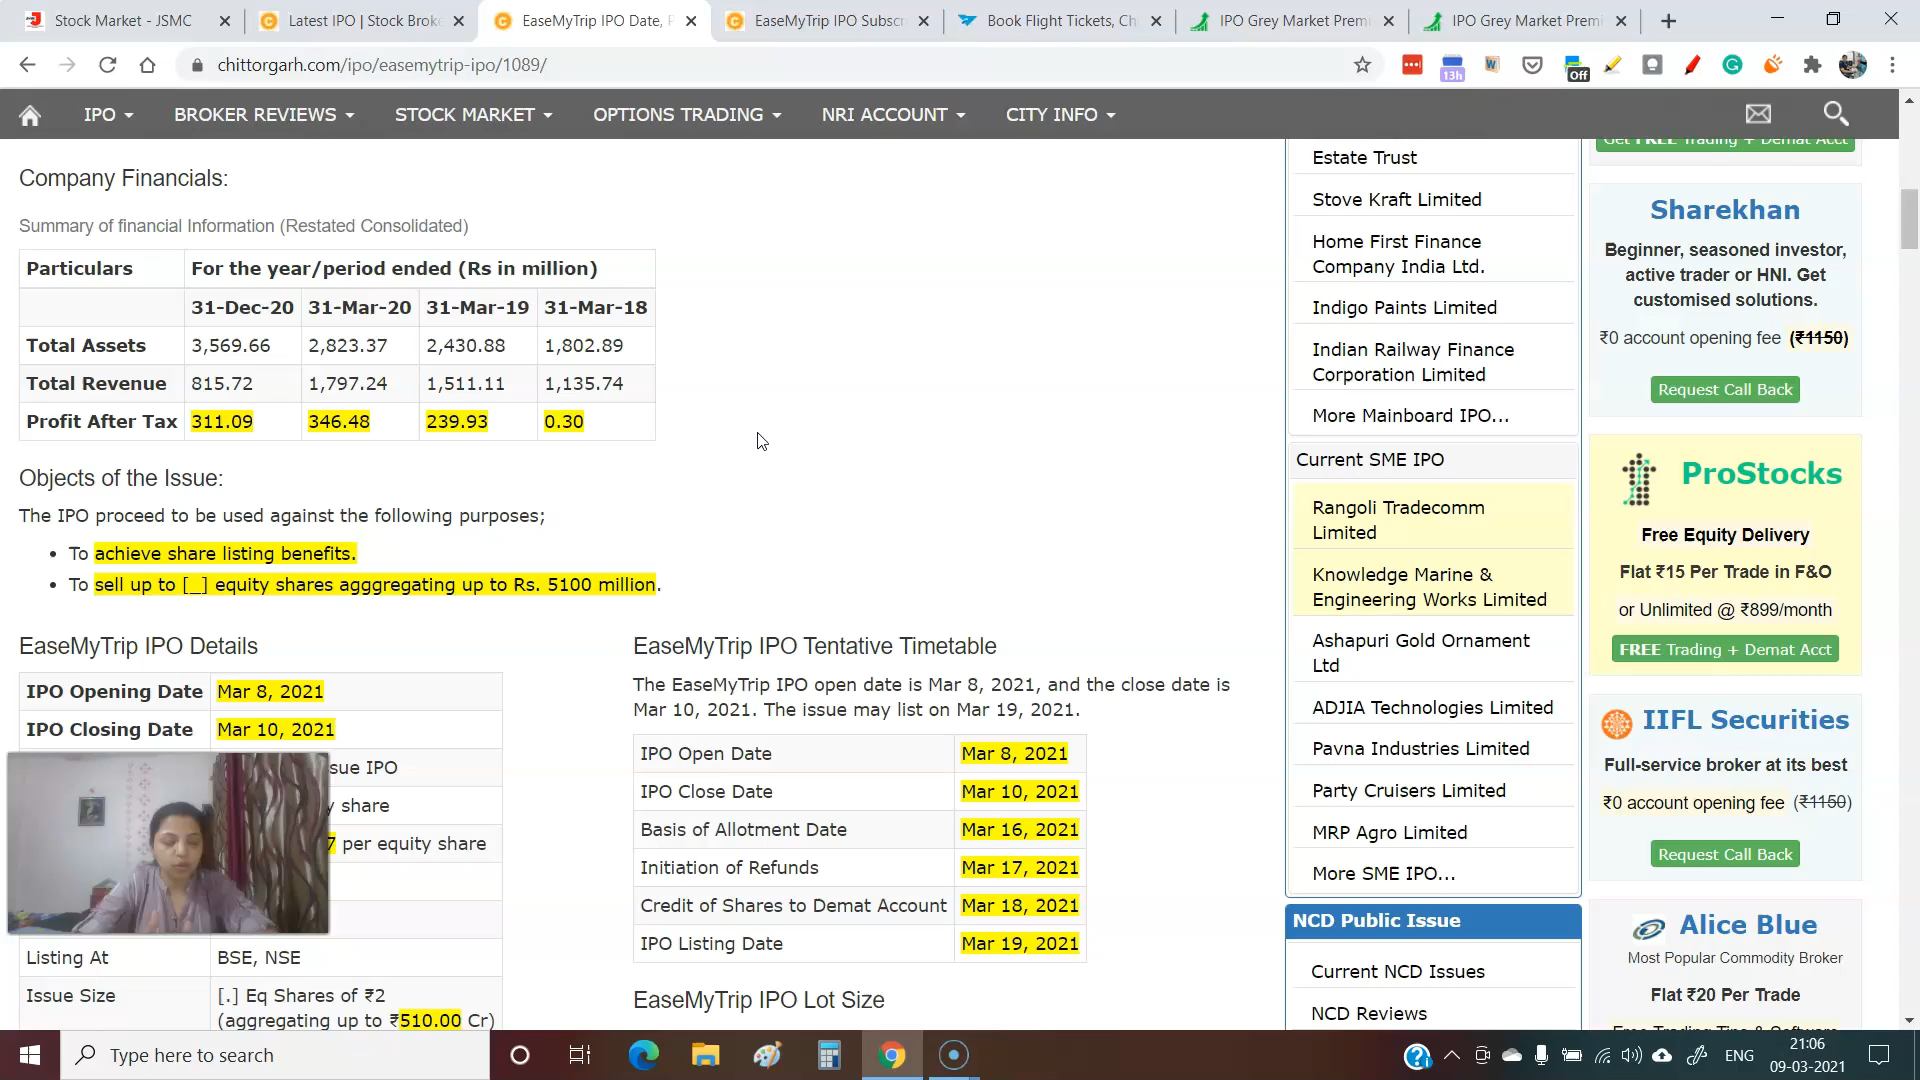 Stock Market - JSMC
Latest IPO | Stock Broke
EaseMyTrip IPO Date, P
EaseMyTrip IPO Subscr
Book Flight Tickets, Ch
IPO Grey Market Premi
IPO Grey Market Premi
chittorgarh.com/ipo/easemytrip-ipo/1089/
13h
Off
IPO
BROKER REVIEWS
STOCK MARKET
OPTIONS TRADING
NRI ACCOUNT
CITY INFO
Company Financials:
Summary of financial Information (Restated Consolidated)
Particulars For the year/period ended (Rs in million)
31-Dec-20 31-Mar-20 31-Mar-19 31-Mar-18
Total Assets 3,569.66 2,823.37 2,430.88 1,802.89
Total Revenue 815.72 1,797.24 1,511.11 1,135.74
Profit After Tax 311.09 346.48 239.93 0.30
Objects of the Issue:
The IPO proceed to be used against the following purposes;
• To achieve share listing benefits.
• To sell up to [_] equity shares agggregating up to Rs. 5100 million.
EaseMyTrip IPO Details
IPO Opening Date Mar 8, 2021
IPO Closing Date Mar 10, 2021
sue IPO
share
7 per equity share
Listing At BSE, NSE
Issue Size [.] Eq Shares of ₹2
(aggregating up to ₹510.00 Cr)
EaseMyTrip IPO Tentative Timetable
The EaseMyTrip IPO open date is Mar 8, 2021, and the close date is
Mar 10, 2021. The issue may list on Mar 19, 2021.
IPO Open Date Mar 8, 2021
IPO Close Date Mar 10, 2021
Basis of Allotment Date Mar 16, 2021
Initiation of Refunds Mar 17, 2021
Credit of Shares to Demat Account Mar 18, 2021
IPO Listing Date Mar 19, 2021
EaseMyTrip IPO Lot Size
Estate Trust
Stove Kraft Limited
Home First Finance
Company India Ltd.
Indigo Paints Limited
Indian Railway Finance
Corporation Limited
More Mainboard IPO...
Current SME IPO
Rangoli Tradecomm
Limited
Knowledge Marine &
Engineering Works Limited
Ashapuri Gold Ornament
Ltd
ADJIA Technologies Limited
Pavna Industries Limited
Party Cruisers Limited
MRP Agro Limited
More SME IPO...
NCD Public Issue
Current NCD Issues
NCD Reviews
Get FREE Trading + Demat Acct
Sharekhan
Beginner, seasoned investor,
active trader or HNI. Get
customised solutions.
₹0 account opening fee (₹1150)
Request Call Back
ProStocks
Free Equity Delivery
Flat ₹15 Per Trade in F&O
or Unlimited @ ₹899/month
FREE Trading + Demat Acct
IIFL Securities
Full-service broker at its best
₹0 account opening fee (₹1150)
Request Call Back
Alice Blue
Most Popular Commodity Broker
Flat ₹20 Per Trade
Free Trading Tips & Software
Type here to search
ENG
21:06
09-03-2021